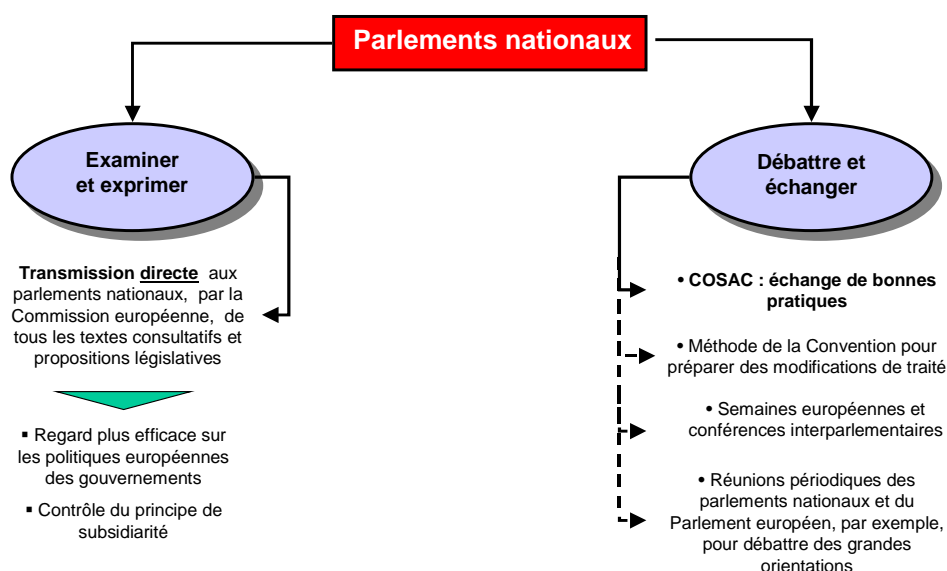 Parlements nationaux
Examiner
et exprimer
Transmission directe aux
parlements nationaux, par la
Commission européenne, de
tous les textes consultatifs et
propositions législatives
▪ Regard plus efficace sur
les politiques européennes
des gouvernements
▪ Contrôle du principe de
subsidiarité
Débattre et
échanger
• COSAC : échange de bonnes
pratiques
• Méthode de la Convention pour
préparer des modifications de traité
• Semaines européennes et
conférences interparlementaires
• Réunions périodiques des
parlements nationaux et du
Parlement européen, par exemple,
pour débattre des grandes
orientations